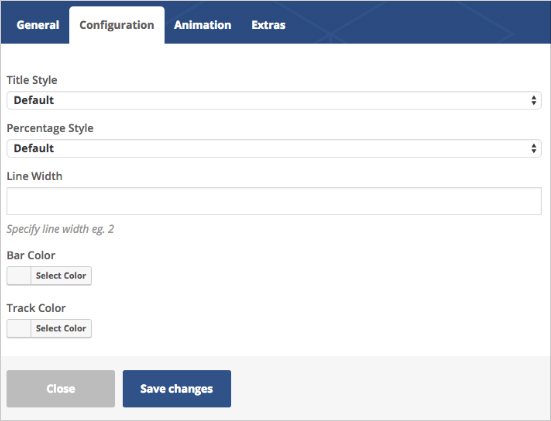 General Configuration Animation Extras
Title Style
Default
Percentage Style
Default
Line Width
Specify line width eg. 2
Bar Color
Select Color
Track Color
Select Color
Close Save changes